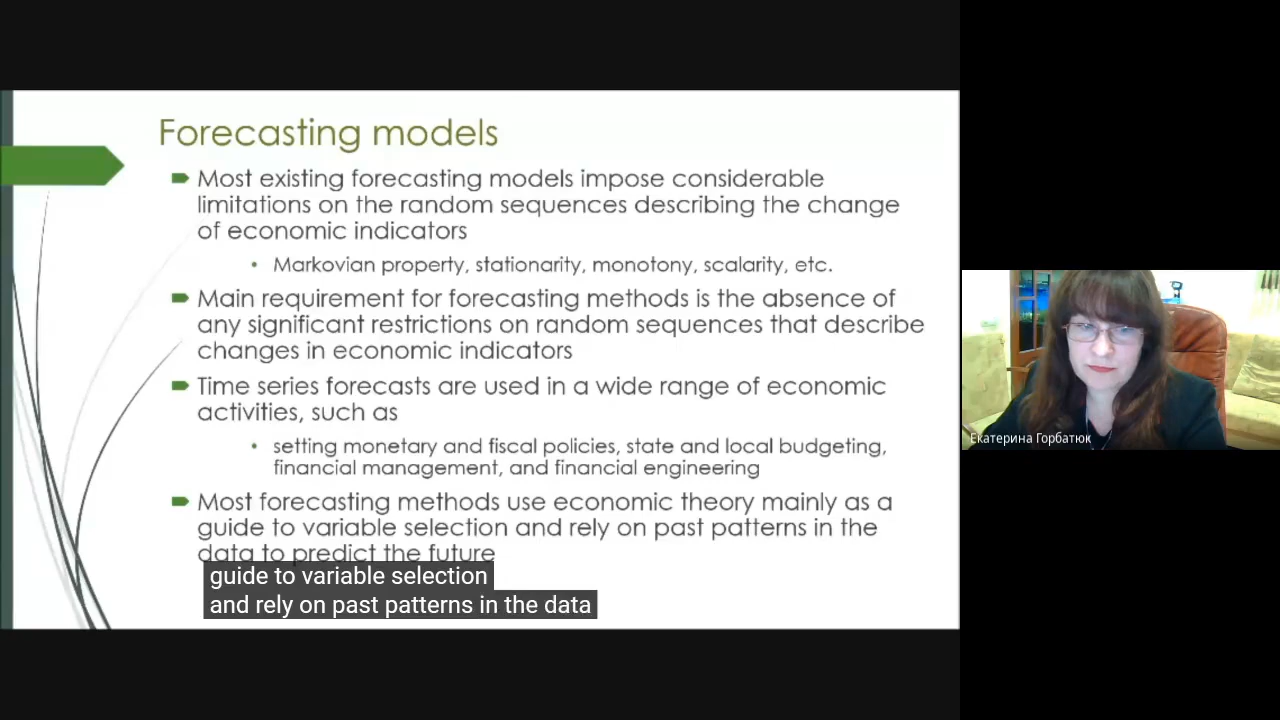 Forecasting models
Most existing forecasting models impose considerable
limitations on the random sequences describing the change
of economic indicators
Markovian property, stationarity, monotony, scalarity, etc.
Main requirement for forecasting methods is the absence of
any significant restrictions on random sequences that describe
changes in economic indicators
Time series forecasts are used in a wide range of economic
activities, such as
setting monetary and fiscal policies, state and local budgeting,
financial management, and financial engineering
Most forecasting methods use economic theory mainly as a
guide to variable selection and rely on past patterns in the
data to predict the future
guide to variable selection
and rely on past patterns in the data
Екатерина Горбатюк